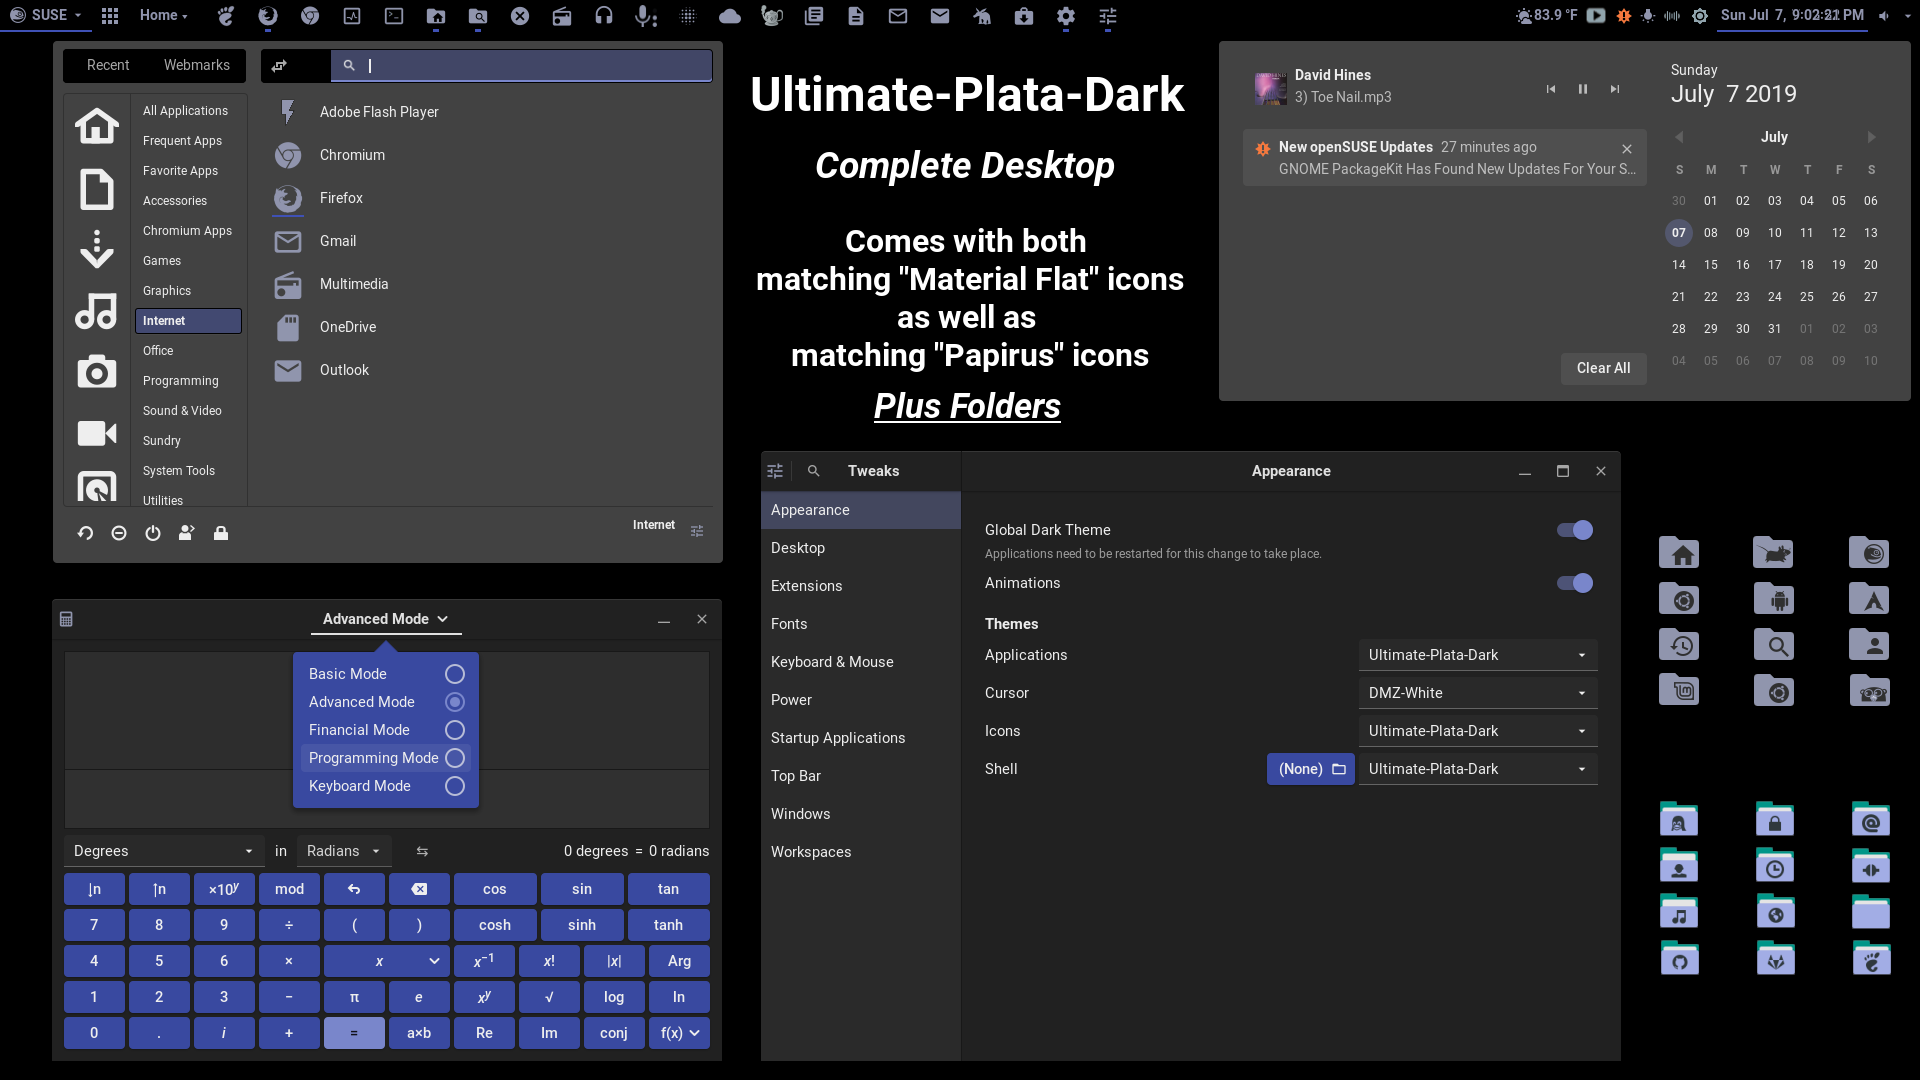 SUSE
Home
83.9 °F
Sun Jul 7, 9:02: PM
Recent
Webmarks
All Applications
Frequent Apps
Favorite Apps
Accessories
Chromium Apps
Games
Graphics
Internet
Office
Programming
Sound & Video
Sundry
System Tools
Utilities
Adobe Flash Player
Chromium
Firefox
Gmail
Multimedia
OneDrive
Outlook
Internet
Ultimate-Plata-Dark
Complete Desktop
Comes with both
matching "Material Flat" icons
as well as
matching "Papirus" icons
Plus Folders
David Hines
3) Toe Nail.mp3
New openSUSE Updates 27 minutes ago
GNOME PackageKit Has Found New Updates For Your S...
Clear All
Sunday
July 7 2019
July
S M T W T F S
30 01 02 03 04 05 06
07 08 09 10 11 12 13
14 15 16 17 18 19 20
21 22 23 24 25 26 27
28 29 30 31 01 02 03
04 05 06 07 08 09 10
Advanced Mode
Basic Mode
Advanced Mode
Financial Mode
Programming Mode
Keyboard Mode
Degrees in Radians ⇆ 0 degrees = 0 radians
↓n ↑n ×10ʸ mod cos sin tan
7 8 9 ÷ ( ) cosh sinh tanh
4 5 6 × x x⁻¹ x! |x| Arg
1 2 3 − π e xʸ √ log ln
0 . i + = a×b Re Im conj f(x)
Tweaks
Appearance
Appearance
Desktop
Extensions
Fonts
Keyboard & Mouse
Power
Startup Applications
Top Bar
Windows
Workspaces
Global Dark Theme
Applications need to be restarted for this change to take place.
Animations
Themes
Applications Ultimate-Plata-Dark
Cursor DMZ-White
Icons Ultimate-Plata-Dark
Shell (None) Ultimate-Plata-Dark